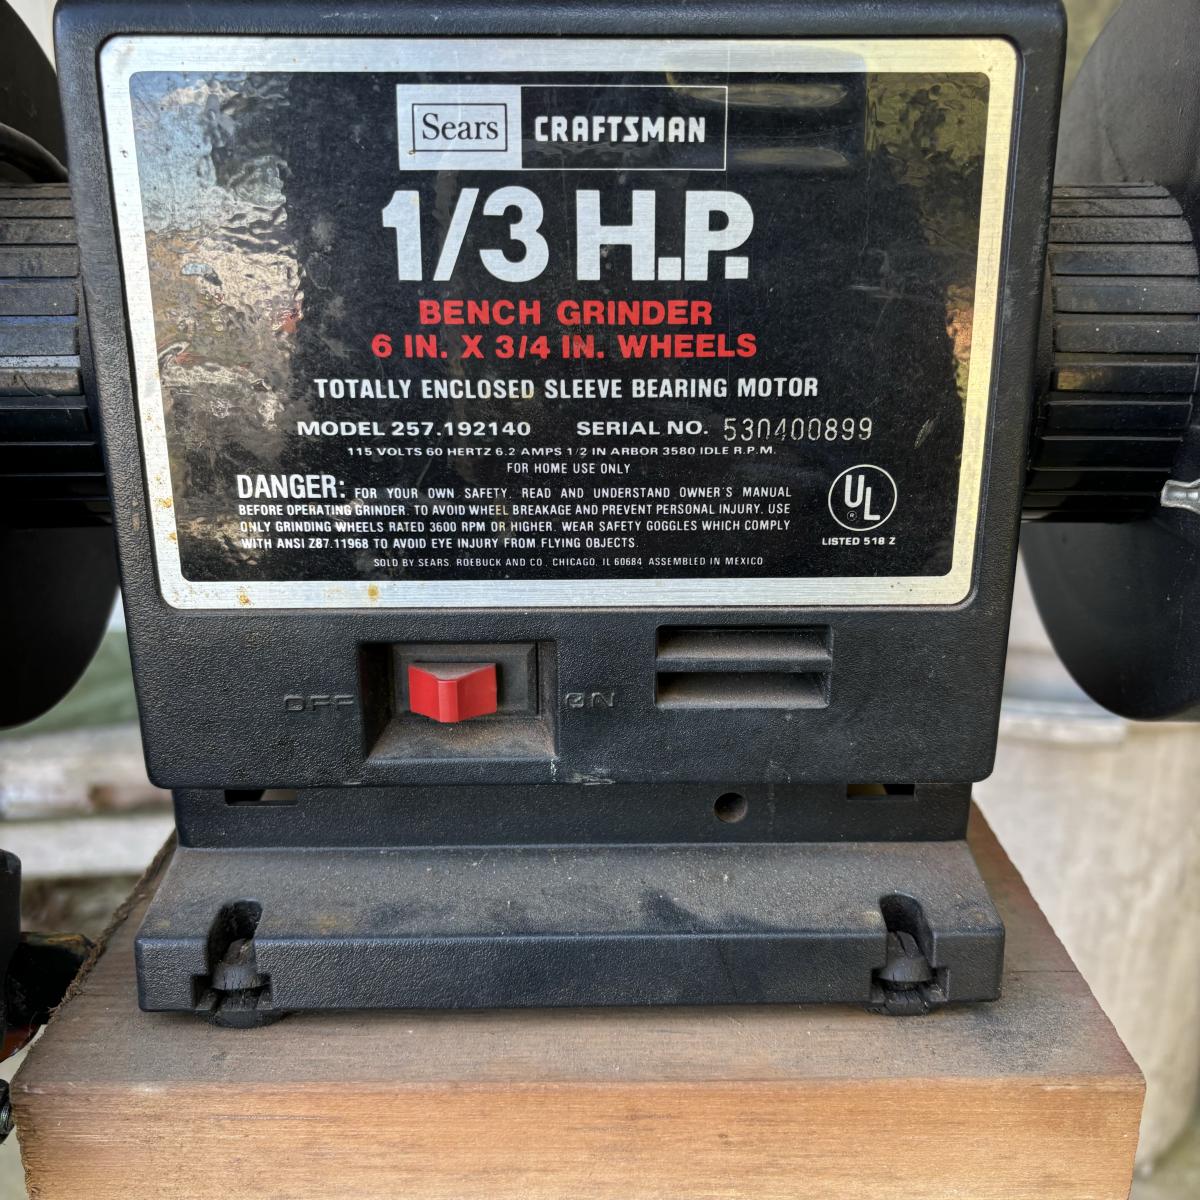 Sears CRAFTSMAN
1/3 H.P.
BENCH GRINDER
6 IN. X 3/4 IN. WHEELS
TOTALLY ENCLOSED SLEEVE BEARING MOTOR
MODEL 257.192140 SERIAL NO. 530400899
115 VOLTS 60 HERTZ 6.2 AMPS 1/2 IN ARBOR 3580 IDLE R.P.M.
FOR HOME USE ONLY
DANGER: FOR YOUR OWN SAFETY, READ AND UNDERSTAND OWNER'S MANUAL
BEFORE OPERATING GRINDER. TO AVOID WHEEL BREAKAGE AND PREVENT PERSONAL INJURY, USE
ONLY GRINDING WHEELS RATED 3600 RPM OR HIGHER. WEAR SAFETY GOGGLES WHICH COMPLY
WITH ANSI Z87.11968 TO AVOID EYE INJURY FROM FLYING OBJECTS.
UL ®
LISTED 518 Z
SOLD BY SEARS, ROEBUCK AND CO., CHICAGO, IL 60684 ASSEMBLED IN MEXICO
OFF ON